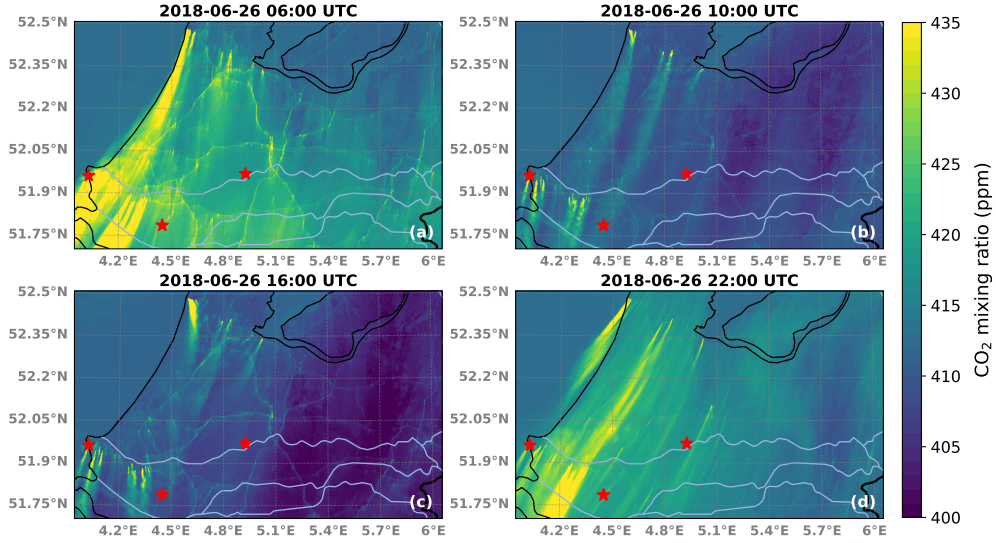 2018-06-26 06:00 UTC
52.5°N
52.35°N
52.2°N
52.05°N
51.9°N
51.75°N
4.2°E 4.5°E 4.8°E 5.1°E 5.4°E 5.7°E 6°E
(a)
2018-06-26 10:00 UTC
52.5°N
52.35°N
52.2°N
52.05°N
51.9°N
51.75°N
4.2°E 4.5°E 4.8°E 5.1°E 5.4°E 5.7°E 6°E
(b)
2018-06-26 16:00 UTC
52.5°N
52.35°N
52.2°N
52.05°N
51.9°N
51.75°N
4.2°E 4.5°E 4.8°E 5.1°E 5.4°E 5.7°E 6°E
(c)
2018-06-26 22:00 UTC
52.5°N
52.35°N
52.2°N
52.05°N
51.9°N
51.75°N
4.2°E 4.5°E 4.8°E 5.1°E 5.4°E 5.7°E 6°E
(d)
435
430
425
420
415
410
405
400
CO₂ mixing ratio (ppm)